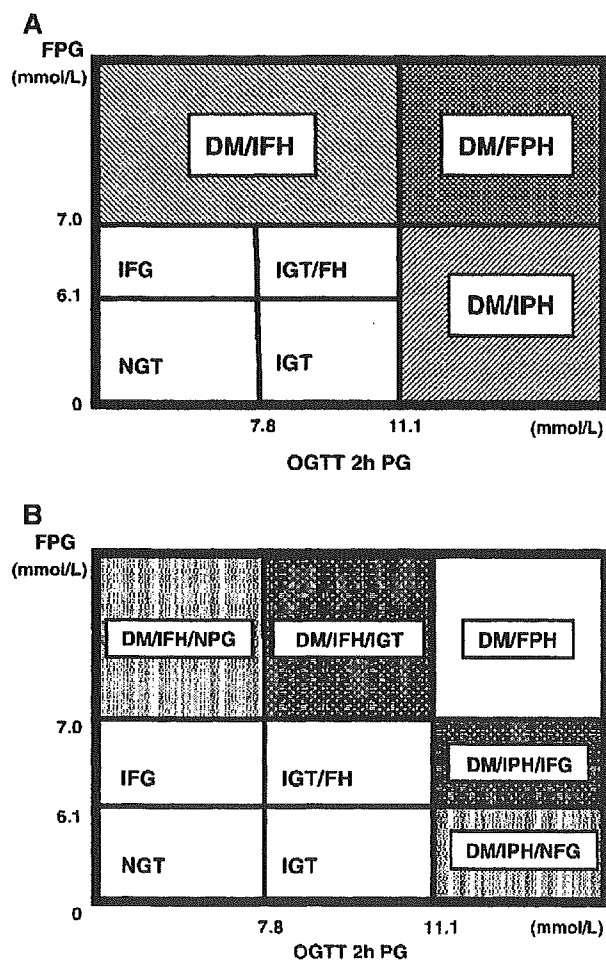 A
FPG
(mmol/L)
DM/IFH DM/FPH
7.0
IFG IGT/FH
DM/IPH
6.1
NGT IGT
0
7.8 11.1 (mmol/L)
OGTT 2h PG
B
FPG
(mmol/L)
DM/IFH/NPG DM/IFH/IGT DM/FPH
7.0
IFG IGT/FH DM/IPH/IFG
6.1
NGT IGT DM/IPH/NFG
0
7.8 11.1 (mmol/L)
OGTT 2h PG